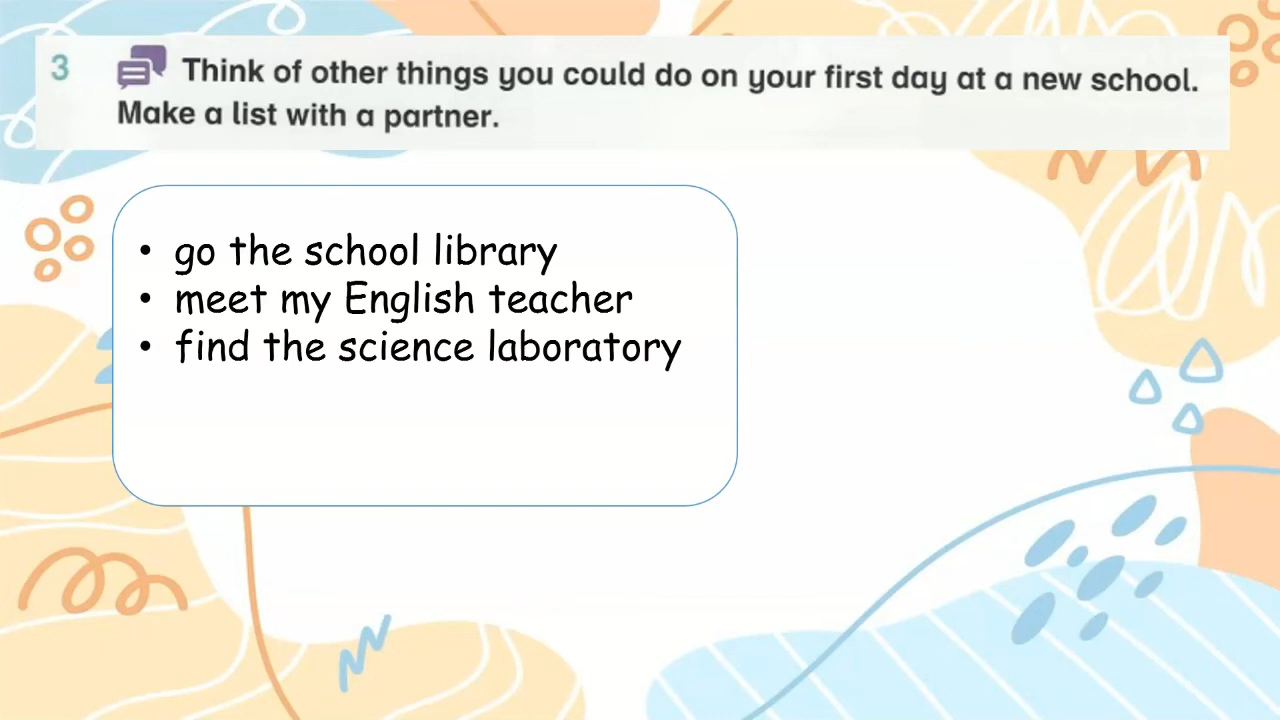 3 Think of other things you could do on your first day at a new school.
Make a list with a partner.
• go the school library
• meet my English teacher
• find the science laboratory